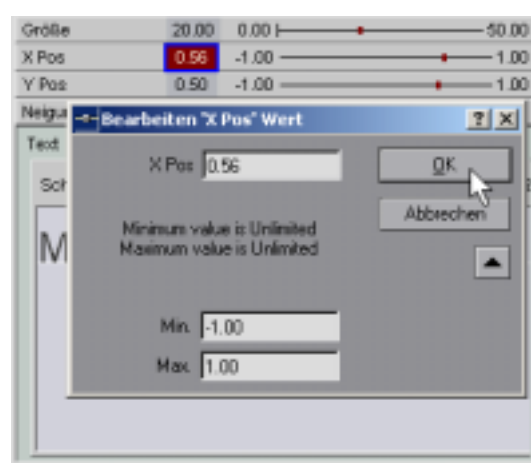 Größe 20.00 0.00 50.00
X Pos 0.56 -1.00 1.00
Y Pos 0.50 -1.00 1.00
Bearbeiten "X Pos" Wert ? X
Text
X Pos 0.56 OK
Minimum value is Unlimited Abbrechen
Maximum value is Unlimited
M
Min. -1.00
Max. 1.00